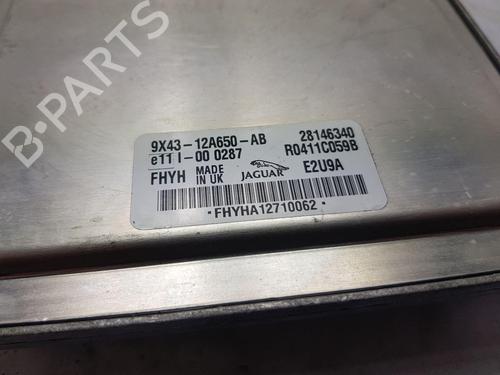 B-PARTS
9X43-12A650-AB 28146340
e11 I-00 0287 R0411C059B
FHYH MADE IN UK JAGUAR E2U9A
*FHYHA12710062*